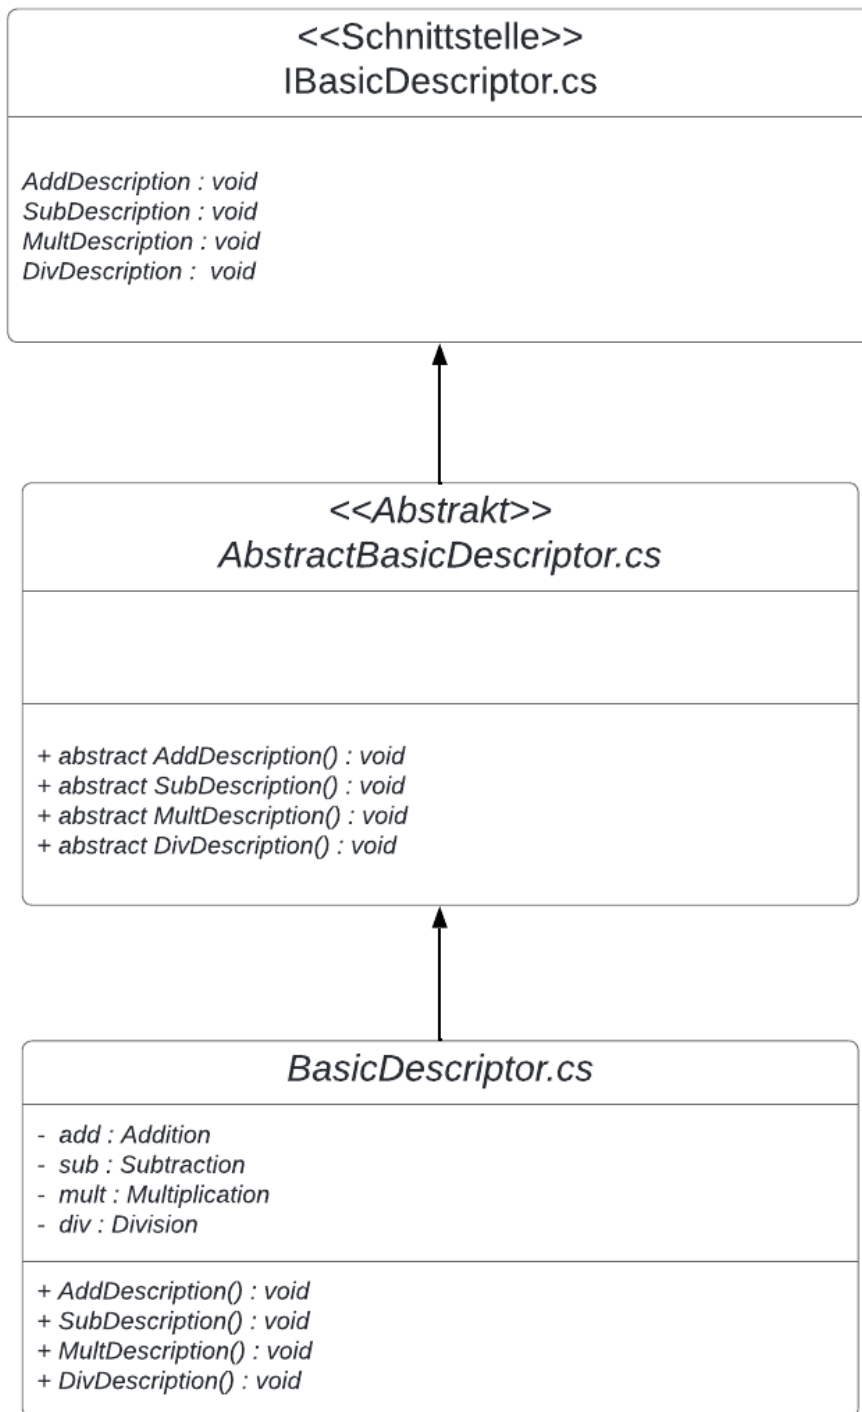 <<Schnittstelle>>
IBasicDescriptor.cs
AddDescription : void
SubDescription : void
MultDescription : void
DivDescription :  void
<<Abstrakt>>
AbstractBasicDescriptor.cs
+ abstract AddDescription() : void
+ abstract SubDescription() : void
+ abstract MultDescription() : void
+ abstract DivDescription() : void
BasicDescriptor.cs
- add : Addition
- sub : Subtraction
- mult : Multiplication
- div : Division
+ AddDescription() : void
+ SubDescription() : void
+ MultDescription() : void
+ DivDescription() : void